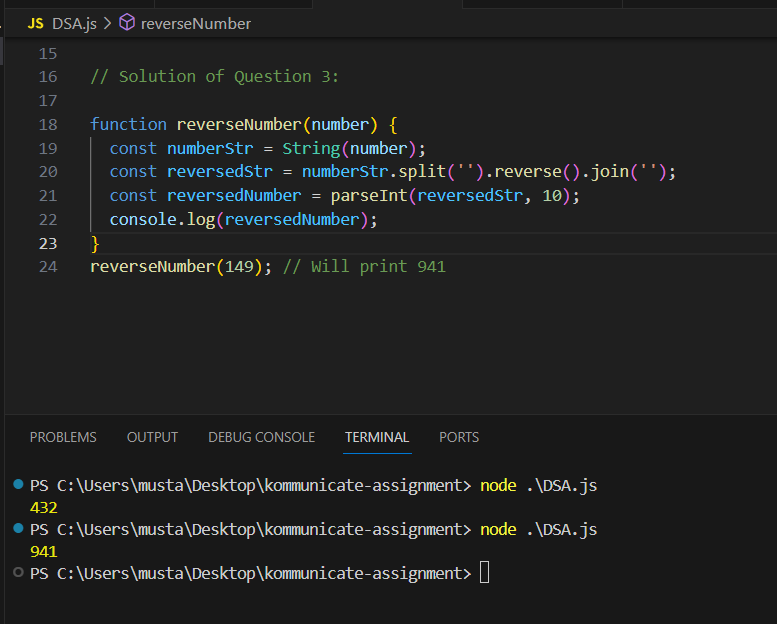 JS DSA.js > reverseNumber
15
16 // Solution of Question 3:
17
18 function reverseNumber(number) {
19   const numberStr = String(number);
20   const reversedStr = numberStr.split('').reverse().join('');
21   const reversedNumber = parseInt(reversedStr, 10);
22   console.log(reversedNumber);
23 }
24 reverseNumber(149); // Will print 941
PROBLEMS OUTPUT DEBUG CONSOLE TERMINAL PORTS
PS C:\Users\musta\Desktop\kommunicate-assignment> node .\DSA.js
432
PS C:\Users\musta\Desktop\kommunicate-assignment> node .\DSA.js
941
PS C:\Users\musta\Desktop\kommunicate-assignment>